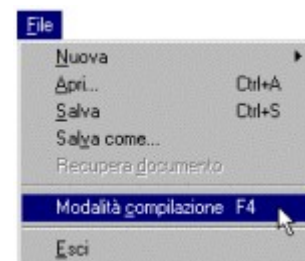 File
Nuova
Apri... Ctrl+A
Salva Ctrl+S
Salva come...
Recupera documento
Modalità compilazione F4
Esci